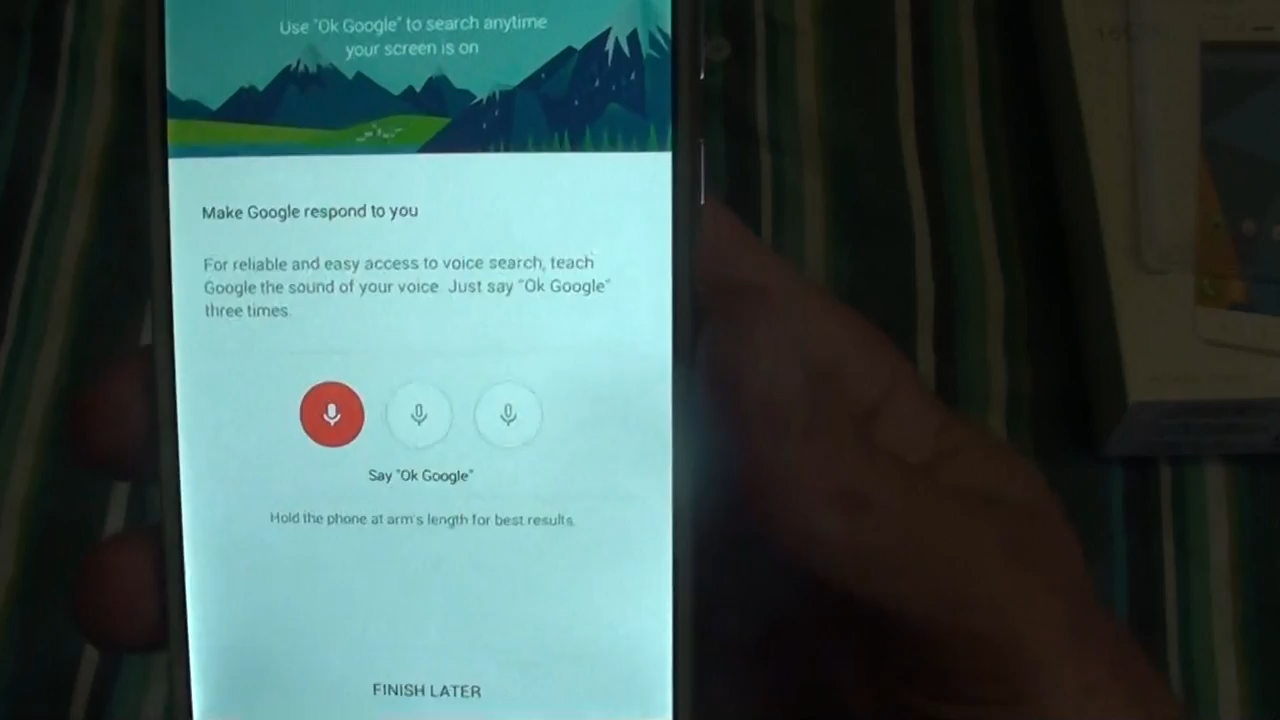 Use "Ok Google" to search anytime
your screen is on
Make Google respond to you
For reliable and easy access to voice search, teach
Google the sound of your voice. Just say "Ok Google"
three times.
Say "Ok Google"
Hold the phone at arm's length for best results.
FINISH LATER